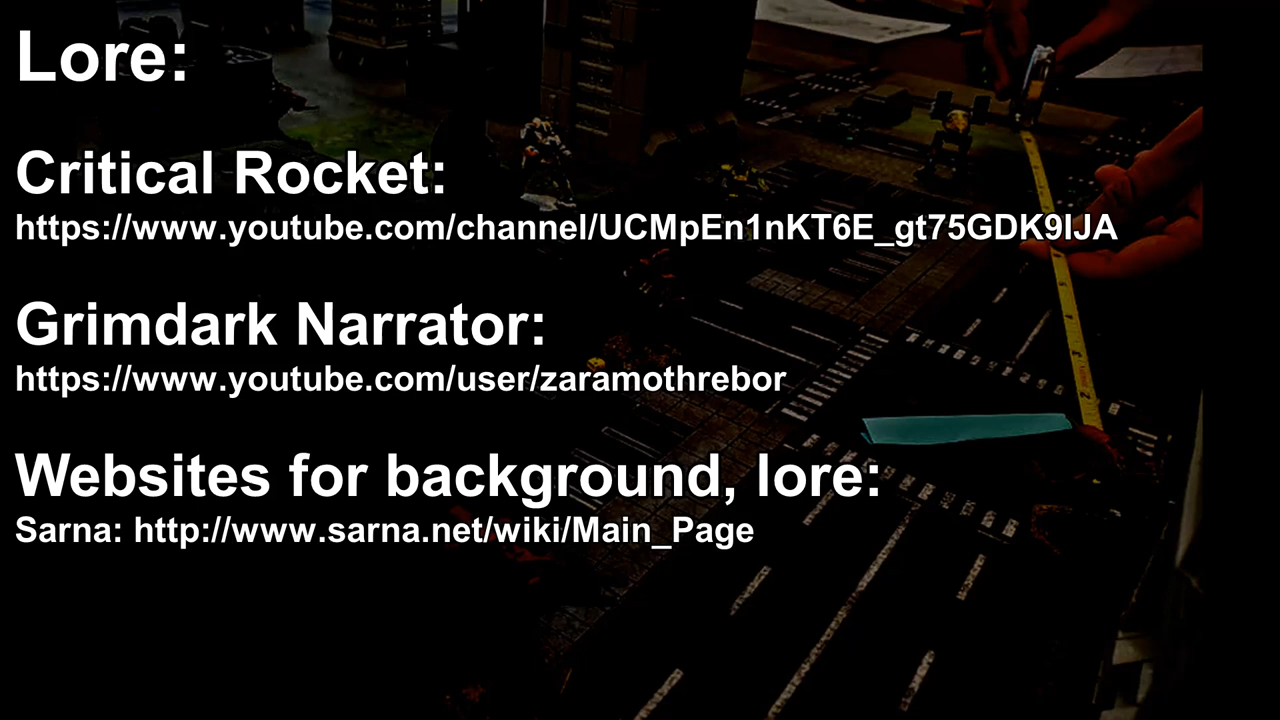 Lore:
Critical Rocket:
https://www.youtube.com/channel/UCMpEn1nKT6E_gt75GDK9IJA
Grimdark Narrator:
https://www.youtube.com/user/zaramothrebor
Websites for background, lore:
Sarna: http://www.sarna.net/wiki/Main_Page